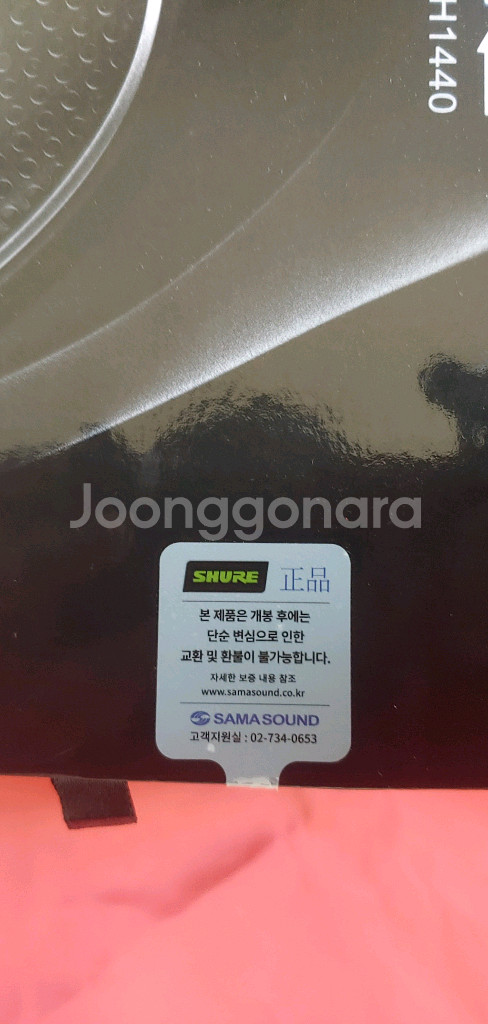 H1440
Joonggonara
SHURE 正品
본 제품은 개봉 후에는
단순 변심으로 인한
교환 및 환불이 불가능합니다.
자세한 보증 내용 참조
www.samasound.co.kr
SAMA SOUND
고객지원실 : 02-734-0653